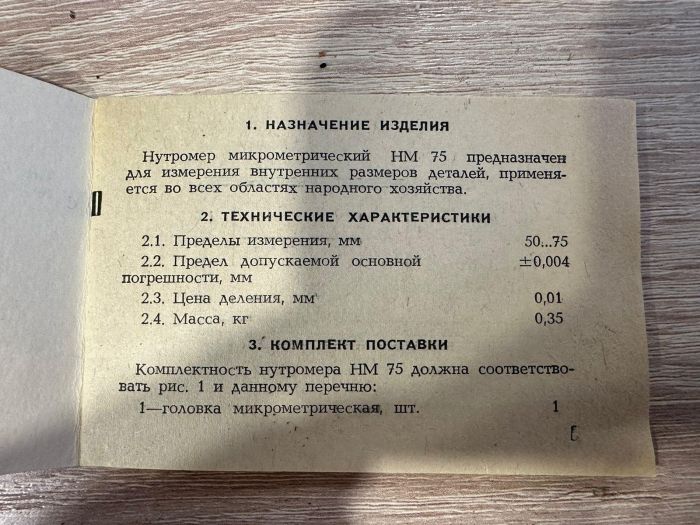 1. НАЗНАЧЕНИЕ ИЗДЕЛИЯ
Нутромер микрометрический НМ 75 предназначен
для измерения внутренних размеров деталей, применя-
ется во всех областях народного хозяйства.
2. ТЕХНИЧЕСКИЕ ХАРАКТЕРИСТИКИ
2.1. Пределы измерения, мм 50...75
2.2. Предел допускаемой основной ±0,004
погрешности, мм
2.3. Цена деления, мм 0,01
2.4. Масса, кг 0,35
3. КОМПЛЕКТ ПОСТАВКИ
Комплектность нутромера НМ 75 должна соответство-
вать рис. 1 и данному перечню:
1—головка микрометрическая, шт. 1